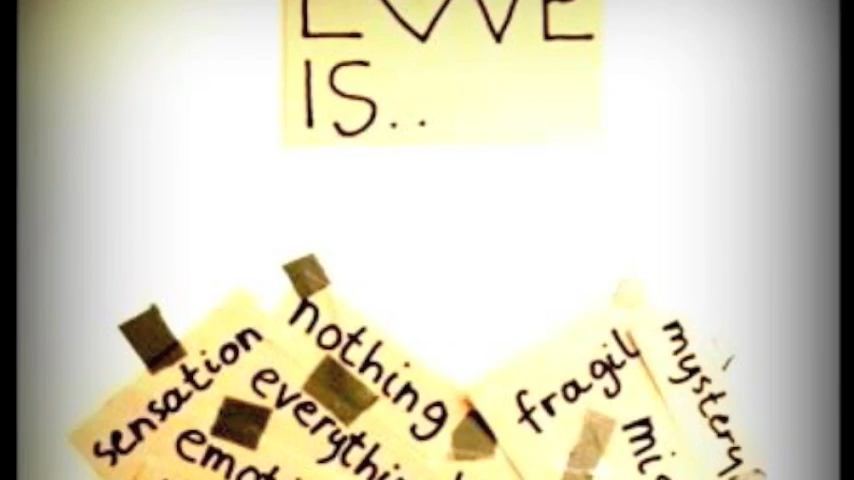 LOVE
IS..
nothing
sensation
everything
fragil
mystery